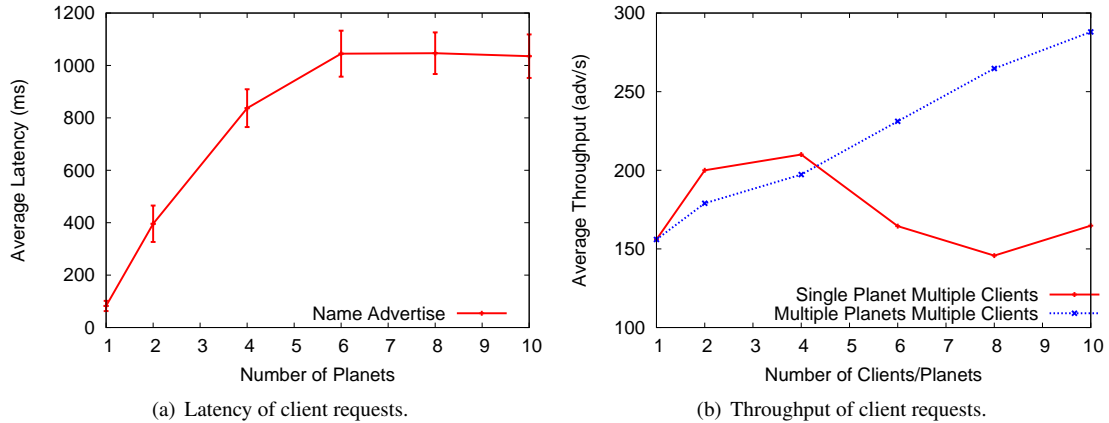 Average Latency (ms)
1200
1000
800
600
400
200
0
Name Advertise
1 2 3 4 5 6 7 8 9 10
Number of Planets
(a) Latency of client requests.
Average Throughput (adv/s)
300
250
200
150
100
Single Planet Multiple Clients
Multiple Planets Multiple Clients
1 2 3 4 5 6 7 8 9 10
Number of Clients/Planets
(b) Throughput of client requests.